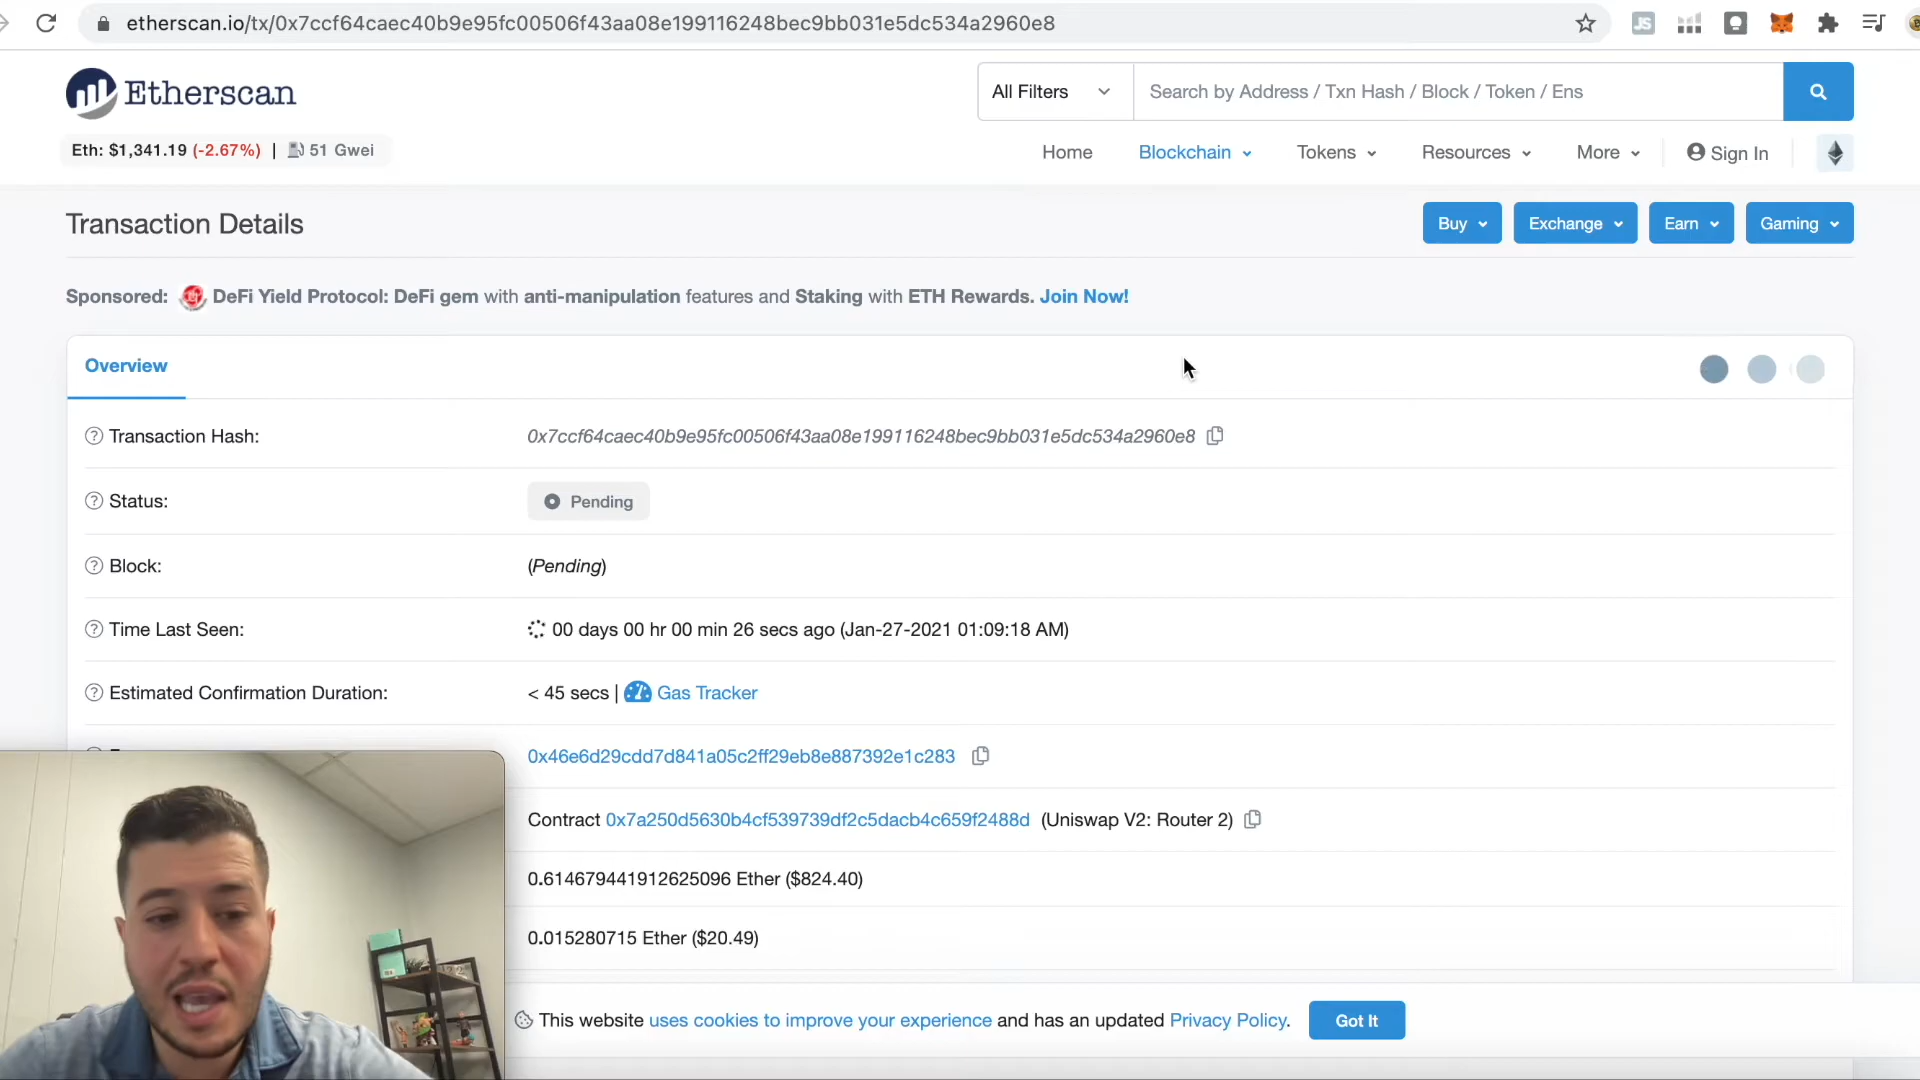 etherscan.io/tx/0x7ccf64caec40b9e95fc00506f43aa08e199116248bec9bb031e5dc534a2960e8
JS
Etherscan
All Filters
Search by Address / Txn Hash / Block / Token / Ens
Eth: $1,341.19 (-2.67%) | 51 Gwei
Home Blockchain Tokens Resources More Sign In
Transaction Details
Buy Exchange Earn Gaming
Sponsored: DeFi Yield Protocol: DeFi gem with anti-manipulation features and Staking with ETH Rewards. Join Now!
Overview
Transaction Hash: 0x7ccf64caec40b9e95fc00506f43aa08e199116248bec9bb031e5dc534a2960e8
Status: Pending
Block: (Pending)
Time Last Seen: 00 days 00 hr 00 min 26 secs ago (Jan-27-2021 01:09:18 AM)
Estimated Confirmation Duration: < 45 secs | Gas Tracker
0x46e6d29cdd7d841a05c2ff29eb8e887392e1c283
Contract 0x7a250d5630b4cf539739df2c5dacb4c659f2488d (Uniswap V2: Router 2)
0.614679441912625096 Ether ($824.40)
0.015280715 Ether ($20.49)
This website uses cookies to improve your experience and has an updated Privacy Policy. Got It